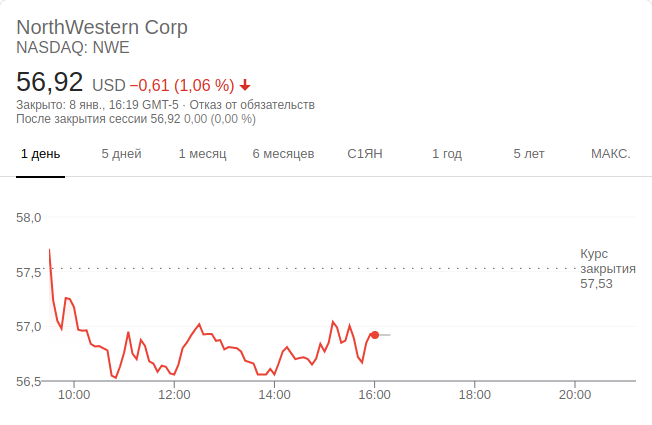 NorthWestern Corp
NASDAQ: NWE
56,92 USD −0,61 (1,06 %)
Закрыто: 8 янв., 16:19 GMT-5 · Отказ от обязательств
После закрытия сессии 56,92 0,00 (0,00 %)
1 день 5 дней 1 месяц 6 месяцев С1ЯН 1 год 5 лет МАКС.
58,0
57,5
57,0
56,5
Курс
закрытия
57,53
10:00 12:00 14:00 16:00 18:00 20:00